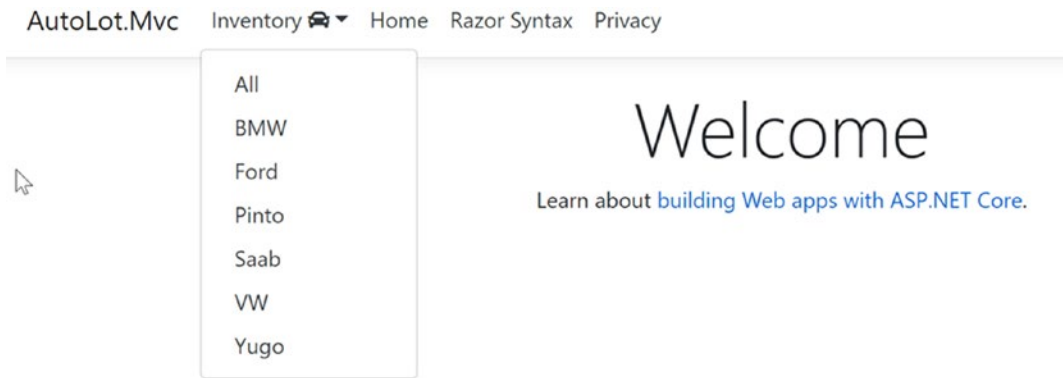 AutoLot.Mvc Inventory Home Razor Syntax Privacy
All
BMW
Ford
Pinto
Saab
VW
Yugo
Welcome
Learn about building Web apps with ASP.NET Core.